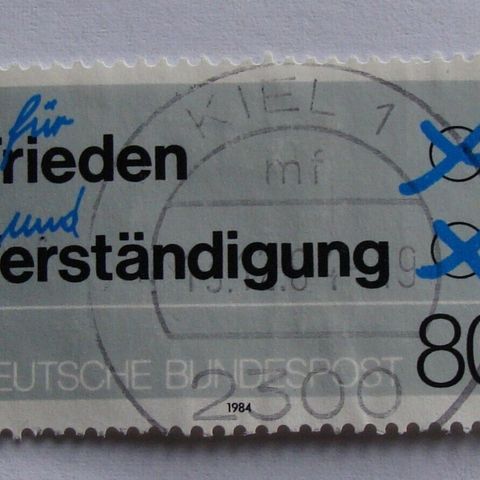 für
rieden
und
erständigung
EUTSCHE BUNDESPOST
80
1984
KIEL 1
mf
2300